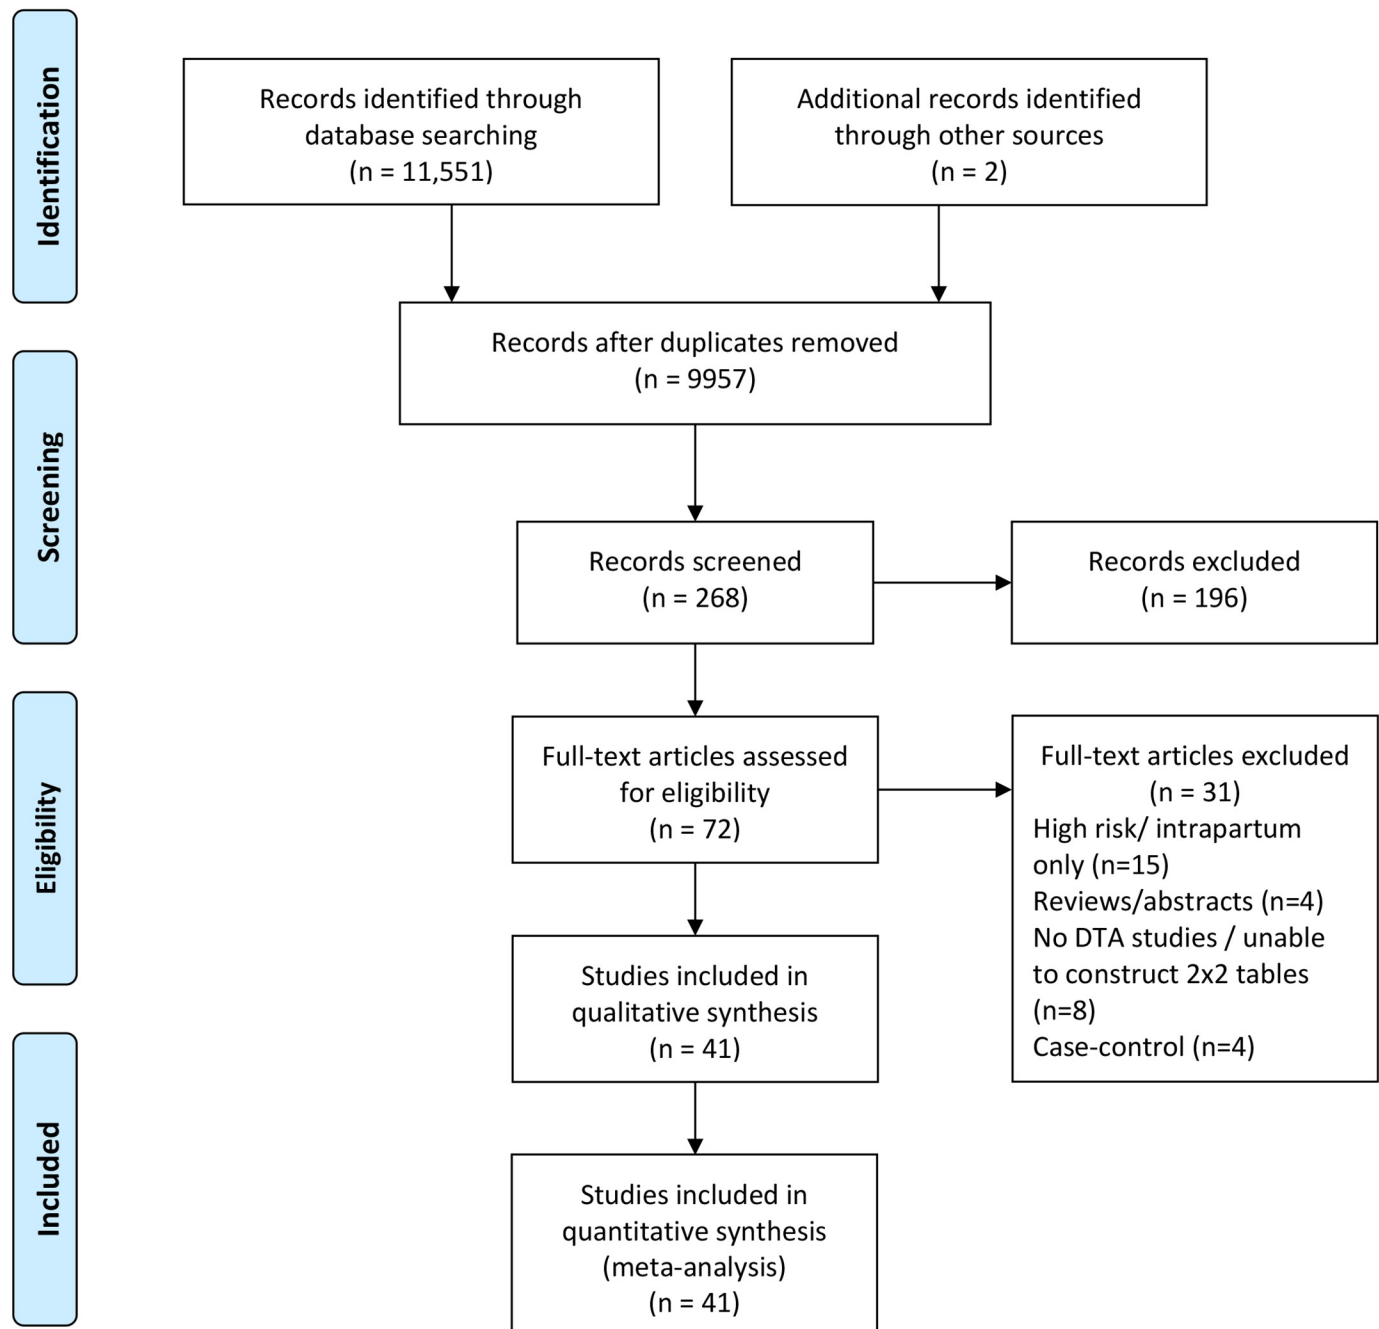 Identification
Records identified through
database searching
(n = 11,551)
Additional records identified
through other sources
(n = 2)
Records after duplicates removed
(n = 9957)
Screening
Records screened
(n = 268)
Records excluded
(n = 196)
Eligibility
Full-text articles assessed
for eligibility
(n = 72)
Full-text articles excluded
(n = 31)
High risk/ intrapartum
only (n=15)
Reviews/abstracts (n=4)
No DTA studies / unable
to construct 2x2 tables
(n=8)
Case-control (n=4)
Studies included in
qualitative synthesis
(n = 41)
Included
Studies included in
quantitative synthesis
(meta-analysis)
(n = 41)